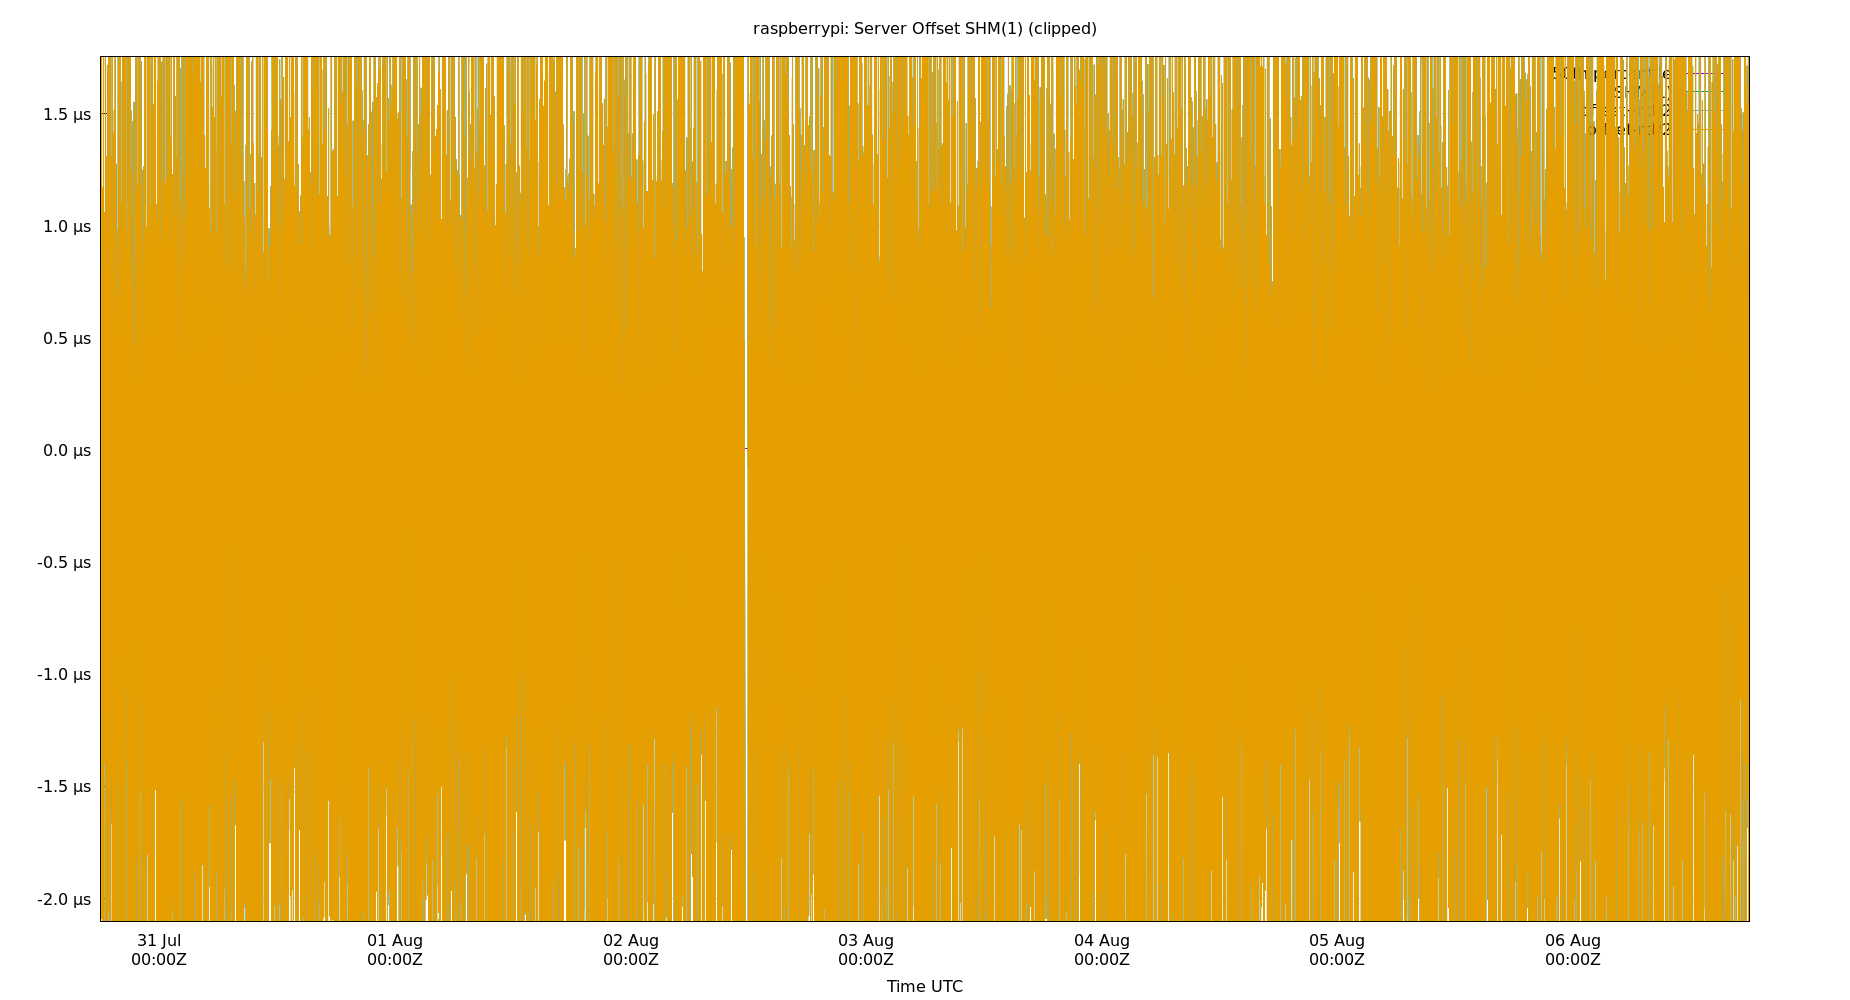 raspberrypi: Server Offset SHM(1) (clipped)
1.5 µs
1.0 µs
0.5 µs
0.0 µs
-0.5 µs
-1.0 µs
-1.5 µs
-2.0 µs
31 Jul 01 Aug 02 Aug 03 Aug 04 Aug 05 Aug 06 Aug
00:00Z 00:00Z 00:00Z 00:00Z 00:00Z 00:00Z 00:00Z
Time UTC